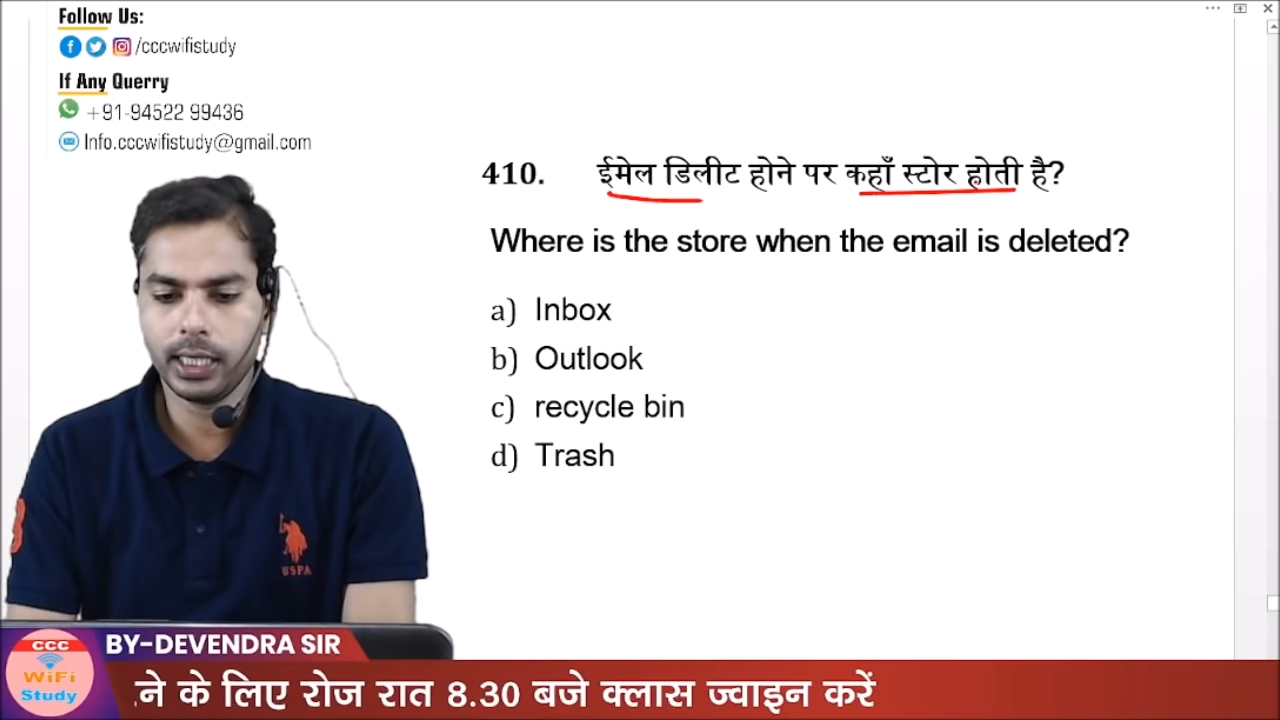 Follow Us:
/cccwifistudy
If Any Querry
+91-94522 99436
Info.cccwifistudy@gmail.com
410. ईमेल डिलीट होने पर कहाँ स्टोर होती है?
Where is the store when the email is deleted?
a) Inbox
b) Outlook
c) recycle bin
d) Trash
USPA
BY-DEVENDRA SIR
CCC
WiFi
Study
ने के लिए रोज रात 8.30 बजे क्लास ज्वाइन करें